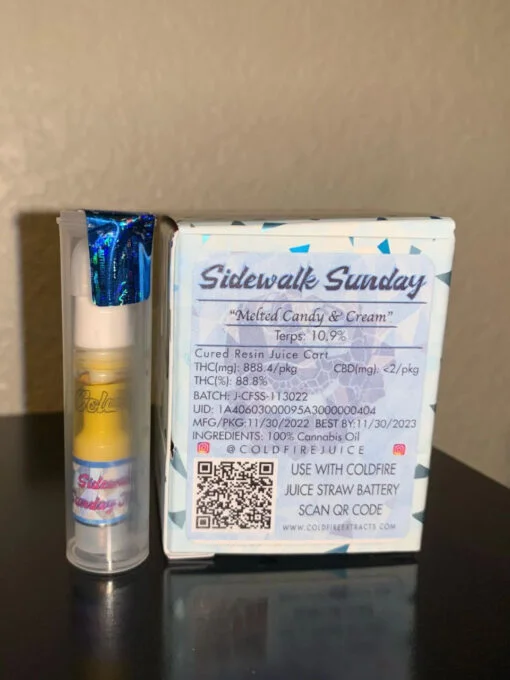 Sidewalk Sunday
"Melted Candy & Cream"
Terps: 10.9%
Cured Resin Juice Cart
THC(mg): 888.4/pkg CBD(mg): <2/pkg
THC(%): 88.8%
BATCH: J-CFSS-113022
UID: 1A40603000095A3000000404
MFG/PKG:11/30/2022 BEST BY:11/30/2023
INGREDIENTS: 100% Cannabis Oil
@COLDFIREJUICE
USE WITH COLDFIRE
JUICE STRAW BATTERY
SCAN QR CODE
WWW.COLDFIREEXTRACTS.COM
Sunday